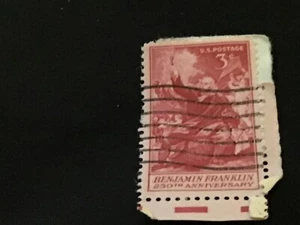 U.S. POSTAGE
3¢
BENJAMIN FRANKLIN
250TH ANNIVERSARY